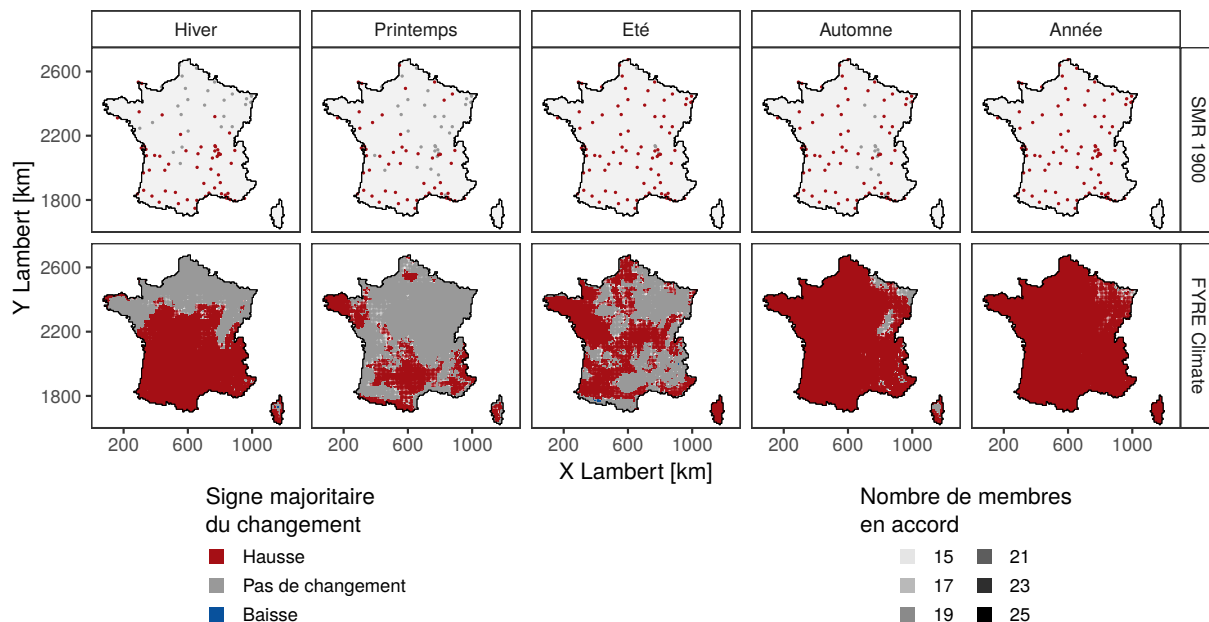 Hiver Printemps Eté Automne Année
2600
2200
1800
SMR 1900
2600
2200
1800
FYRE Climate
Y Lambert [km]
200 600 1000 200 600 1000 200 600 1000 200 600 1000 200 600 1000
X Lambert [km]
Signe majoritaire
du changement
Hausse
Pas de changement
Baisse
Nombre de membres
en accord
15 21
17 23
19 25